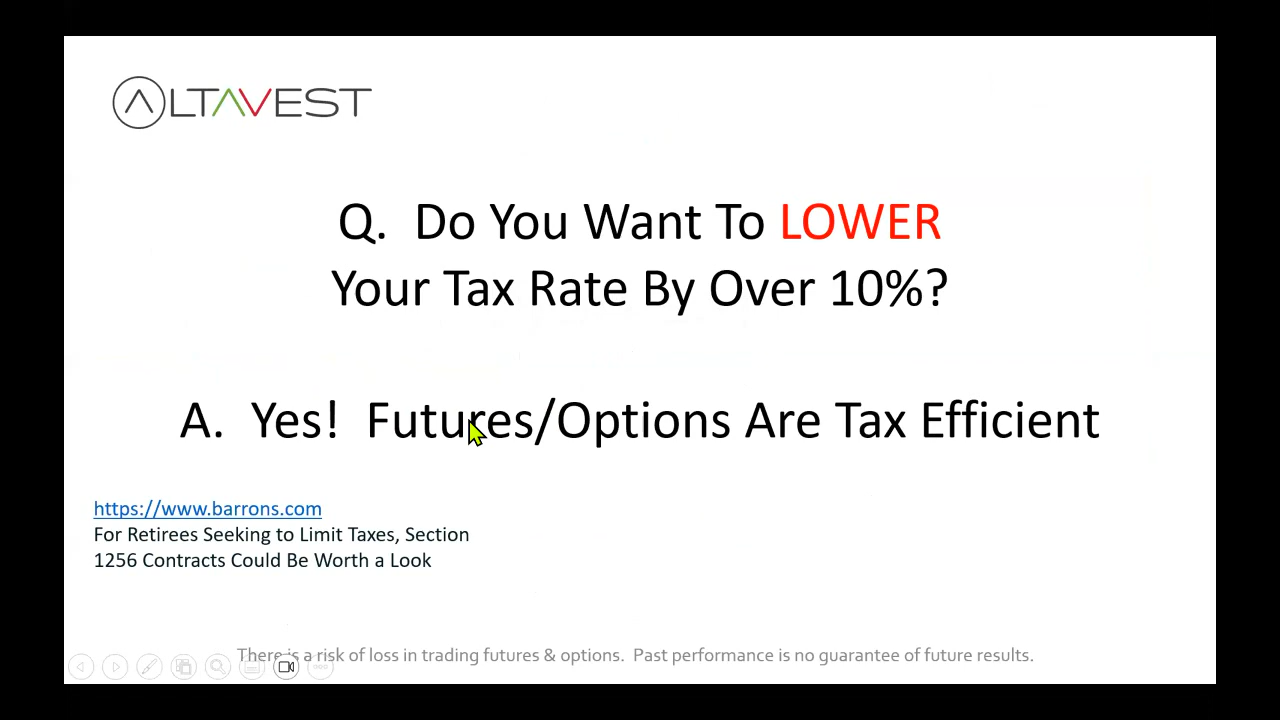 ALTAVEST
Q. Do You Want To LOWER
Your Tax Rate By Over 10%?
A. Yes! Futures/Options Are Tax Efficient
https://www.barrons.com
For Retirees Seeking to Limit Taxes, Section
1256 Contracts Could Be Worth a Look
There is a risk of loss in trading futures & options. Past performance is no guarantee of future results.